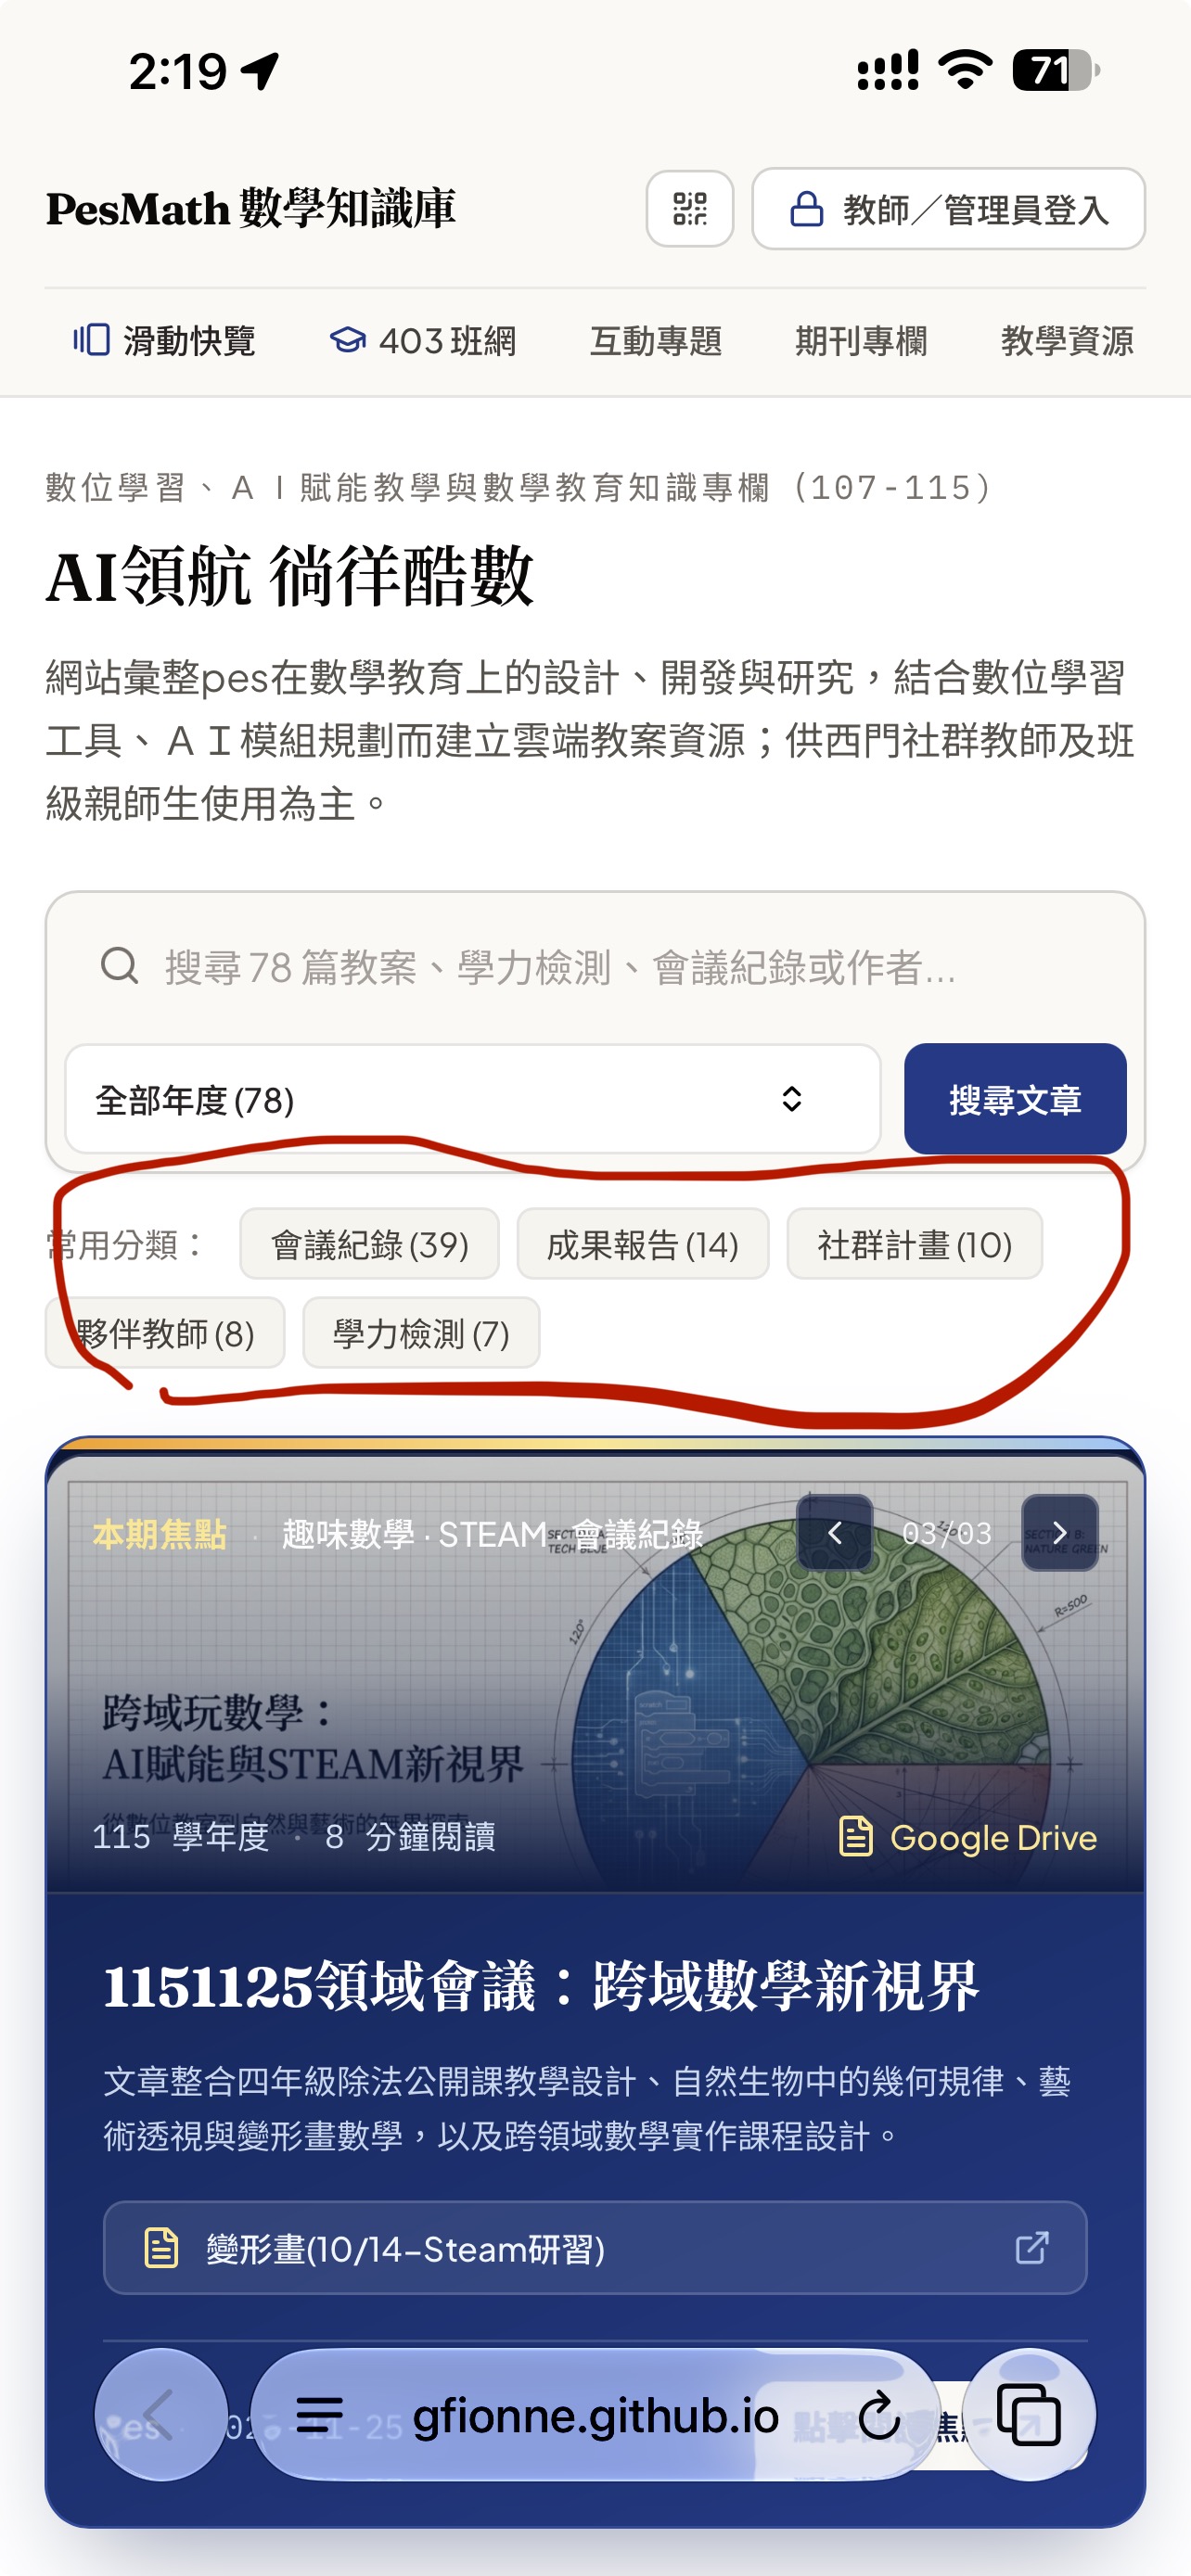 2:19
71
PesMath 數學知識庫
教師／管理員登入
滑動快覽
403 班網
互動專題
期刊專欄
教學資源
數位學習、ＡＩ賦能教學與數學教育知識專欄 (107-115)
AI領航 徜徉酷數
網站彙整pes在數學教育上的設計、開發與研究，結合數位學習
工具、ＡＩ模組規劃而建立雲端教案資源；供西門社群教師及班
級親師生使用為主。
搜尋 78 篇教案、學力檢測、會議紀錄或作者...
全部年度 (78)
搜尋文章
常用分類：
會議紀錄 (39)
成果報告 (14)
社群計畫 (10)
夥伴教師 (8)
學力檢測 (7)
本期焦點 · 趣味數學 · STEAM · 會議紀錄
03/03
TECH BLUE
NATURE GREEN
120°
R=500
跨域玩數學：
AI賦能與STEAM新視界
115 學年度 · 8 分鐘閱讀
Google Drive
1151125領域會議：跨域數學新視界
文章整合四年級除法公開課教學設計、自然生物中的幾何規律、藝
術透視與變形畫數學，以及跨領域數學實作課程設計。
變形畫(10/14-Steam研習)
gfionne.github.io